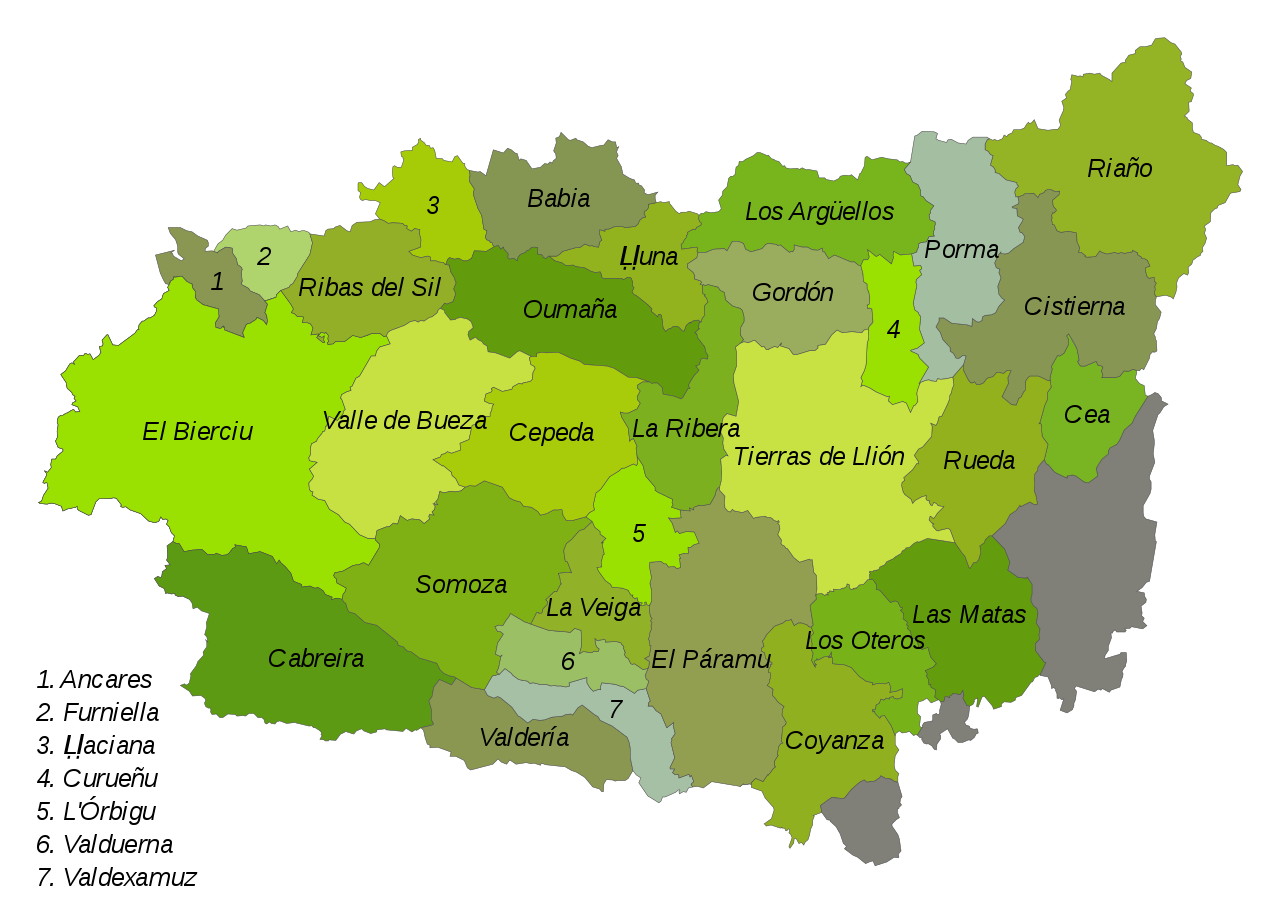 Riaño
Babia
3
Los Argüellos
Porma
2
Ḷḷuna
1
Ribas del Sil
Gordón
Oumaña
Cistierna
4
Cea
Valle de Bueza
El Bierciu
Cepeda
La Ribera
Tierras de Llión
Rueda
5
Somoza
La Veiga
Las Matas
Los Oteros
Cabreira
6
El Páramu
7
Valdería
Coyanza
1. Ancares
2. Furniella
3. Ḷḷaciana
4. Curueñu
5. L'Órbigu
6. Valduerna
7. Valdexamuz